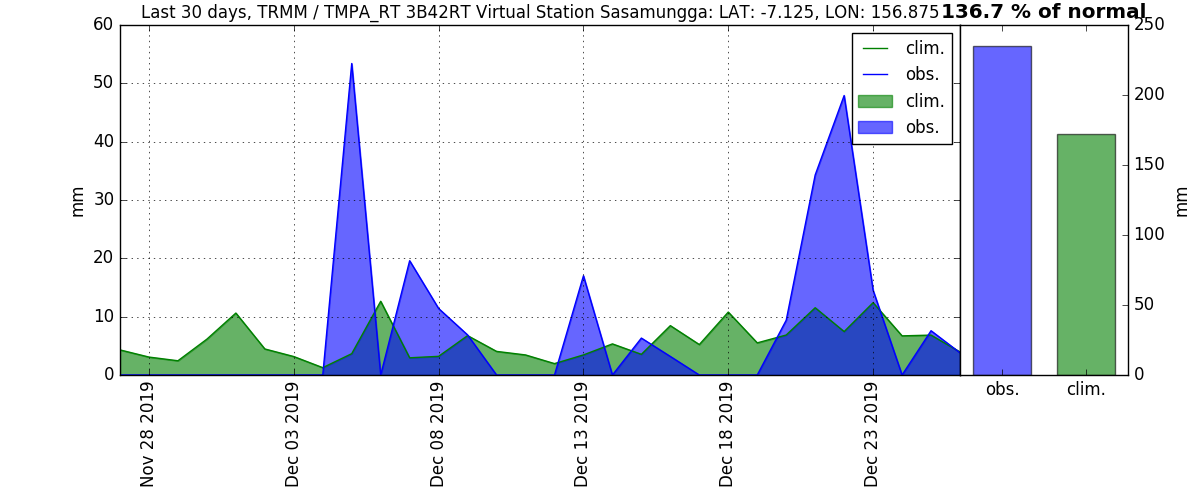 Last 30 days, TRMM / TMPA_RT 3B42RT Virtual Station Sasamungga: LAT: -7.125, LON: 156.875
136.7 % of normal
60
50
40
30
20
10
0
mm
clim.
obs.
clim.
obs.
250
200
150
100
50
0
mm
obs.
clim.
Nov 28 2019
Dec 03 2019
Dec 08 2019
Dec 13 2019
Dec 18 2019
Dec 23 2019